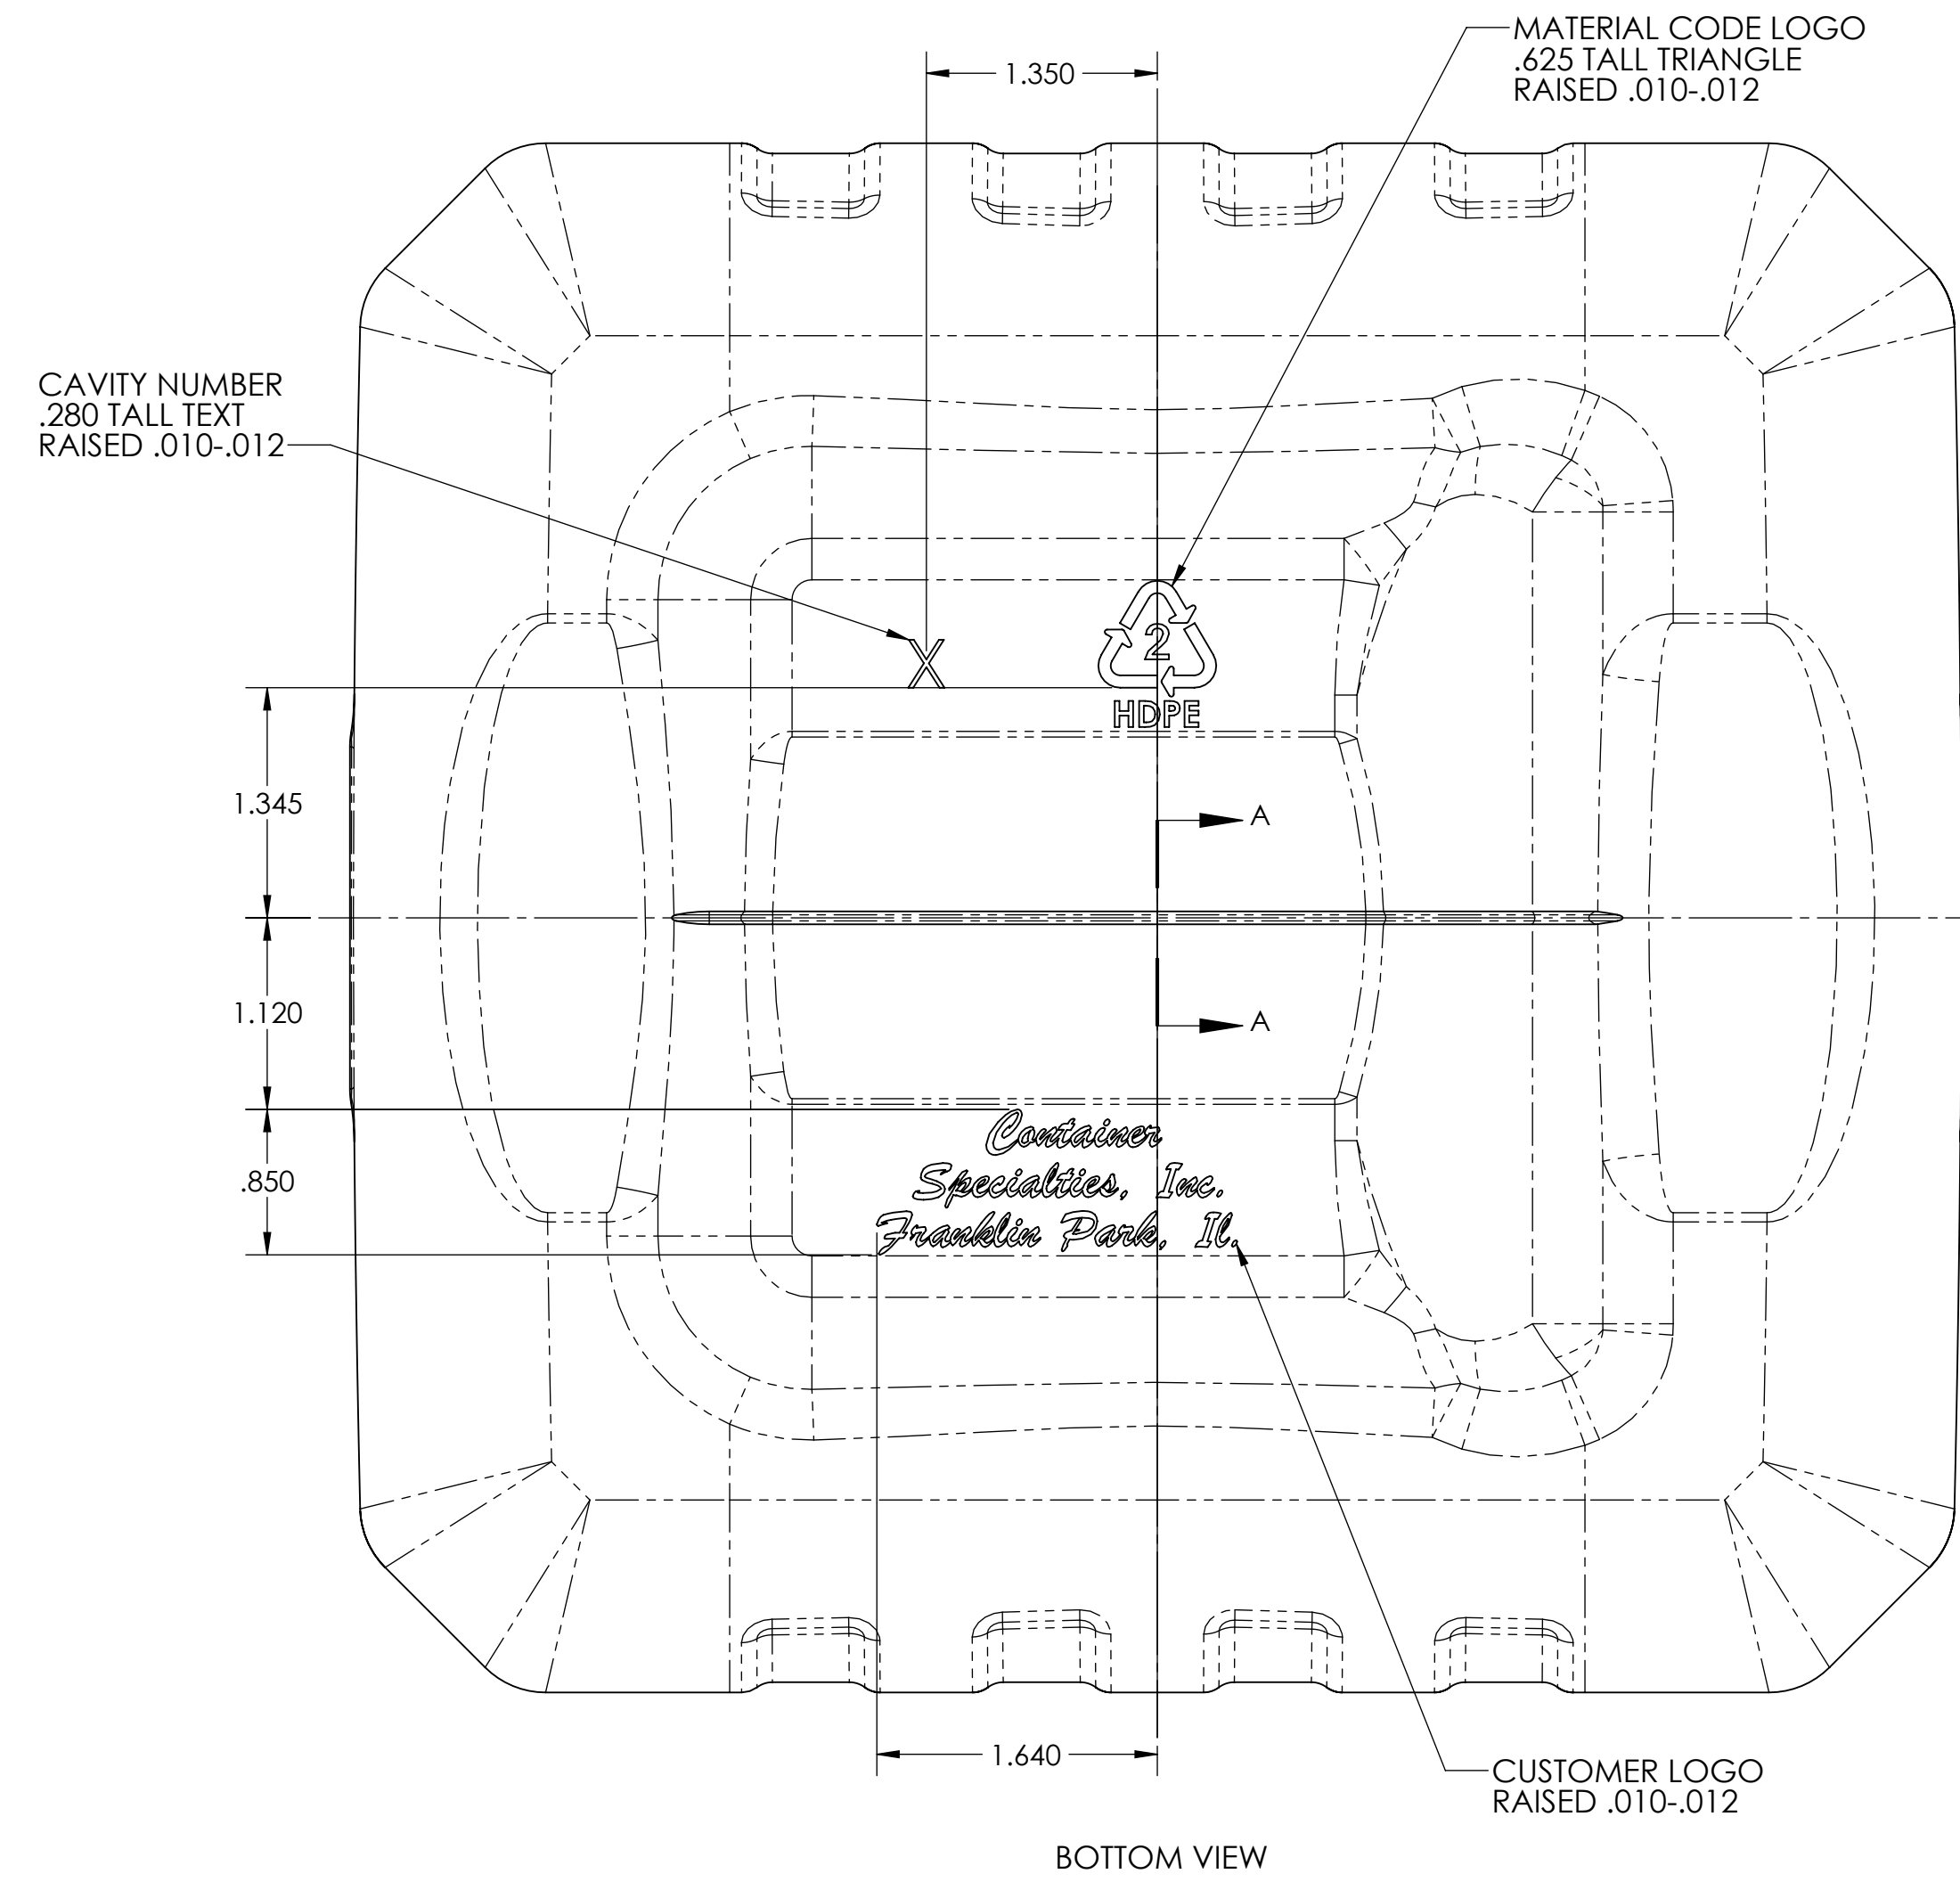 MATERIAL CODE LOGO
.625 TALL TRIANGLE
RAISED .010-.012
1.350
CAVITY NUMBER
.280 TALL TEXT
RAISED .010-.012
X
2
HDPE
1.345
A
1.120
A
Container
Specialties, Inc.
.850
Franklin Park, Il.
1.640
CUSTOMER LOGO
RAISED .010-.012
BOTTOM VIEW